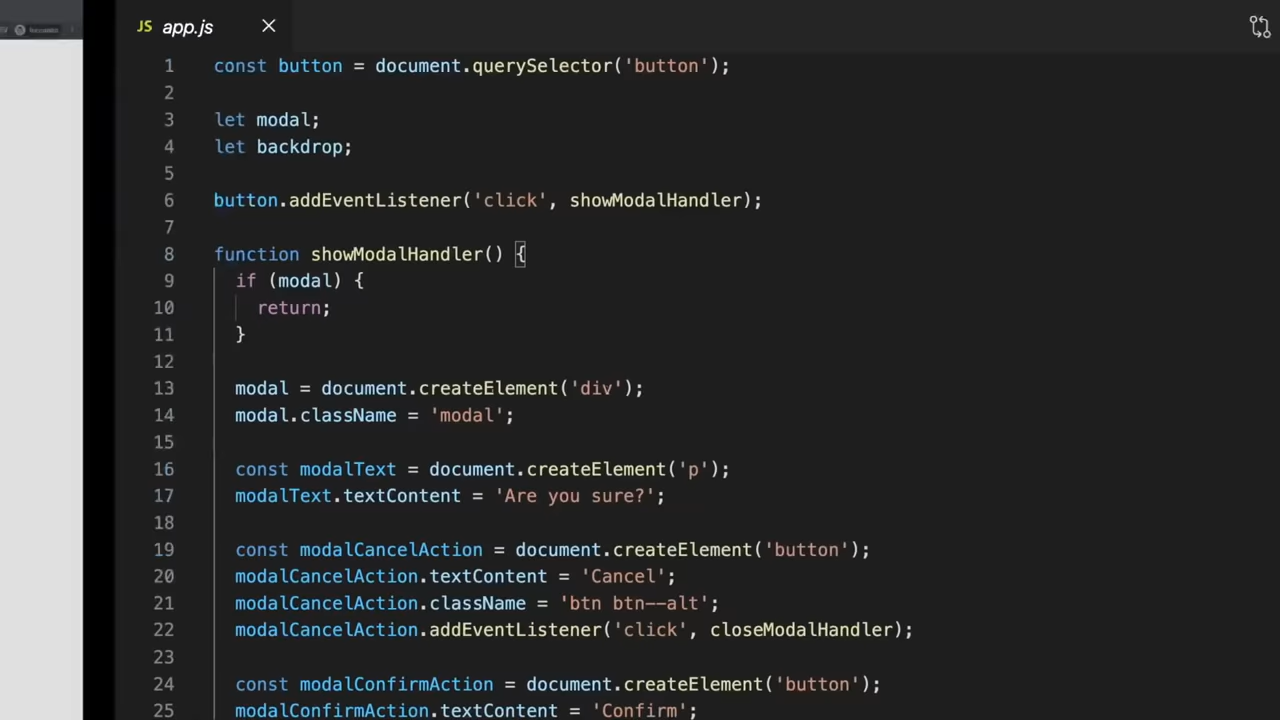 JS app.js
1 const button = document.querySelector('button');
2
3 let modal;
4 let backdrop;
5
6 button.addEventListener('click', showModalHandler);
7
8 function showModalHandler() {
9 if (modal) {
10 return;
11 }
12
13 modal = document.createElement('div');
14 modal.className = 'modal';
15
16 const modalText = document.createElement('p');
17 modalText.textContent = 'Are you sure?';
18
19 const modalCancelAction = document.createElement('button');
20 modalCancelAction.textContent = 'Cancel';
21 modalCancelAction.className = 'btn btn--alt';
22 modalCancelAction.addEventListener('click', closeModalHandler);
23
24 const modalConfirmAction = document.createElement('button');
25 modalConfirmAction.textContent = 'Confirm';